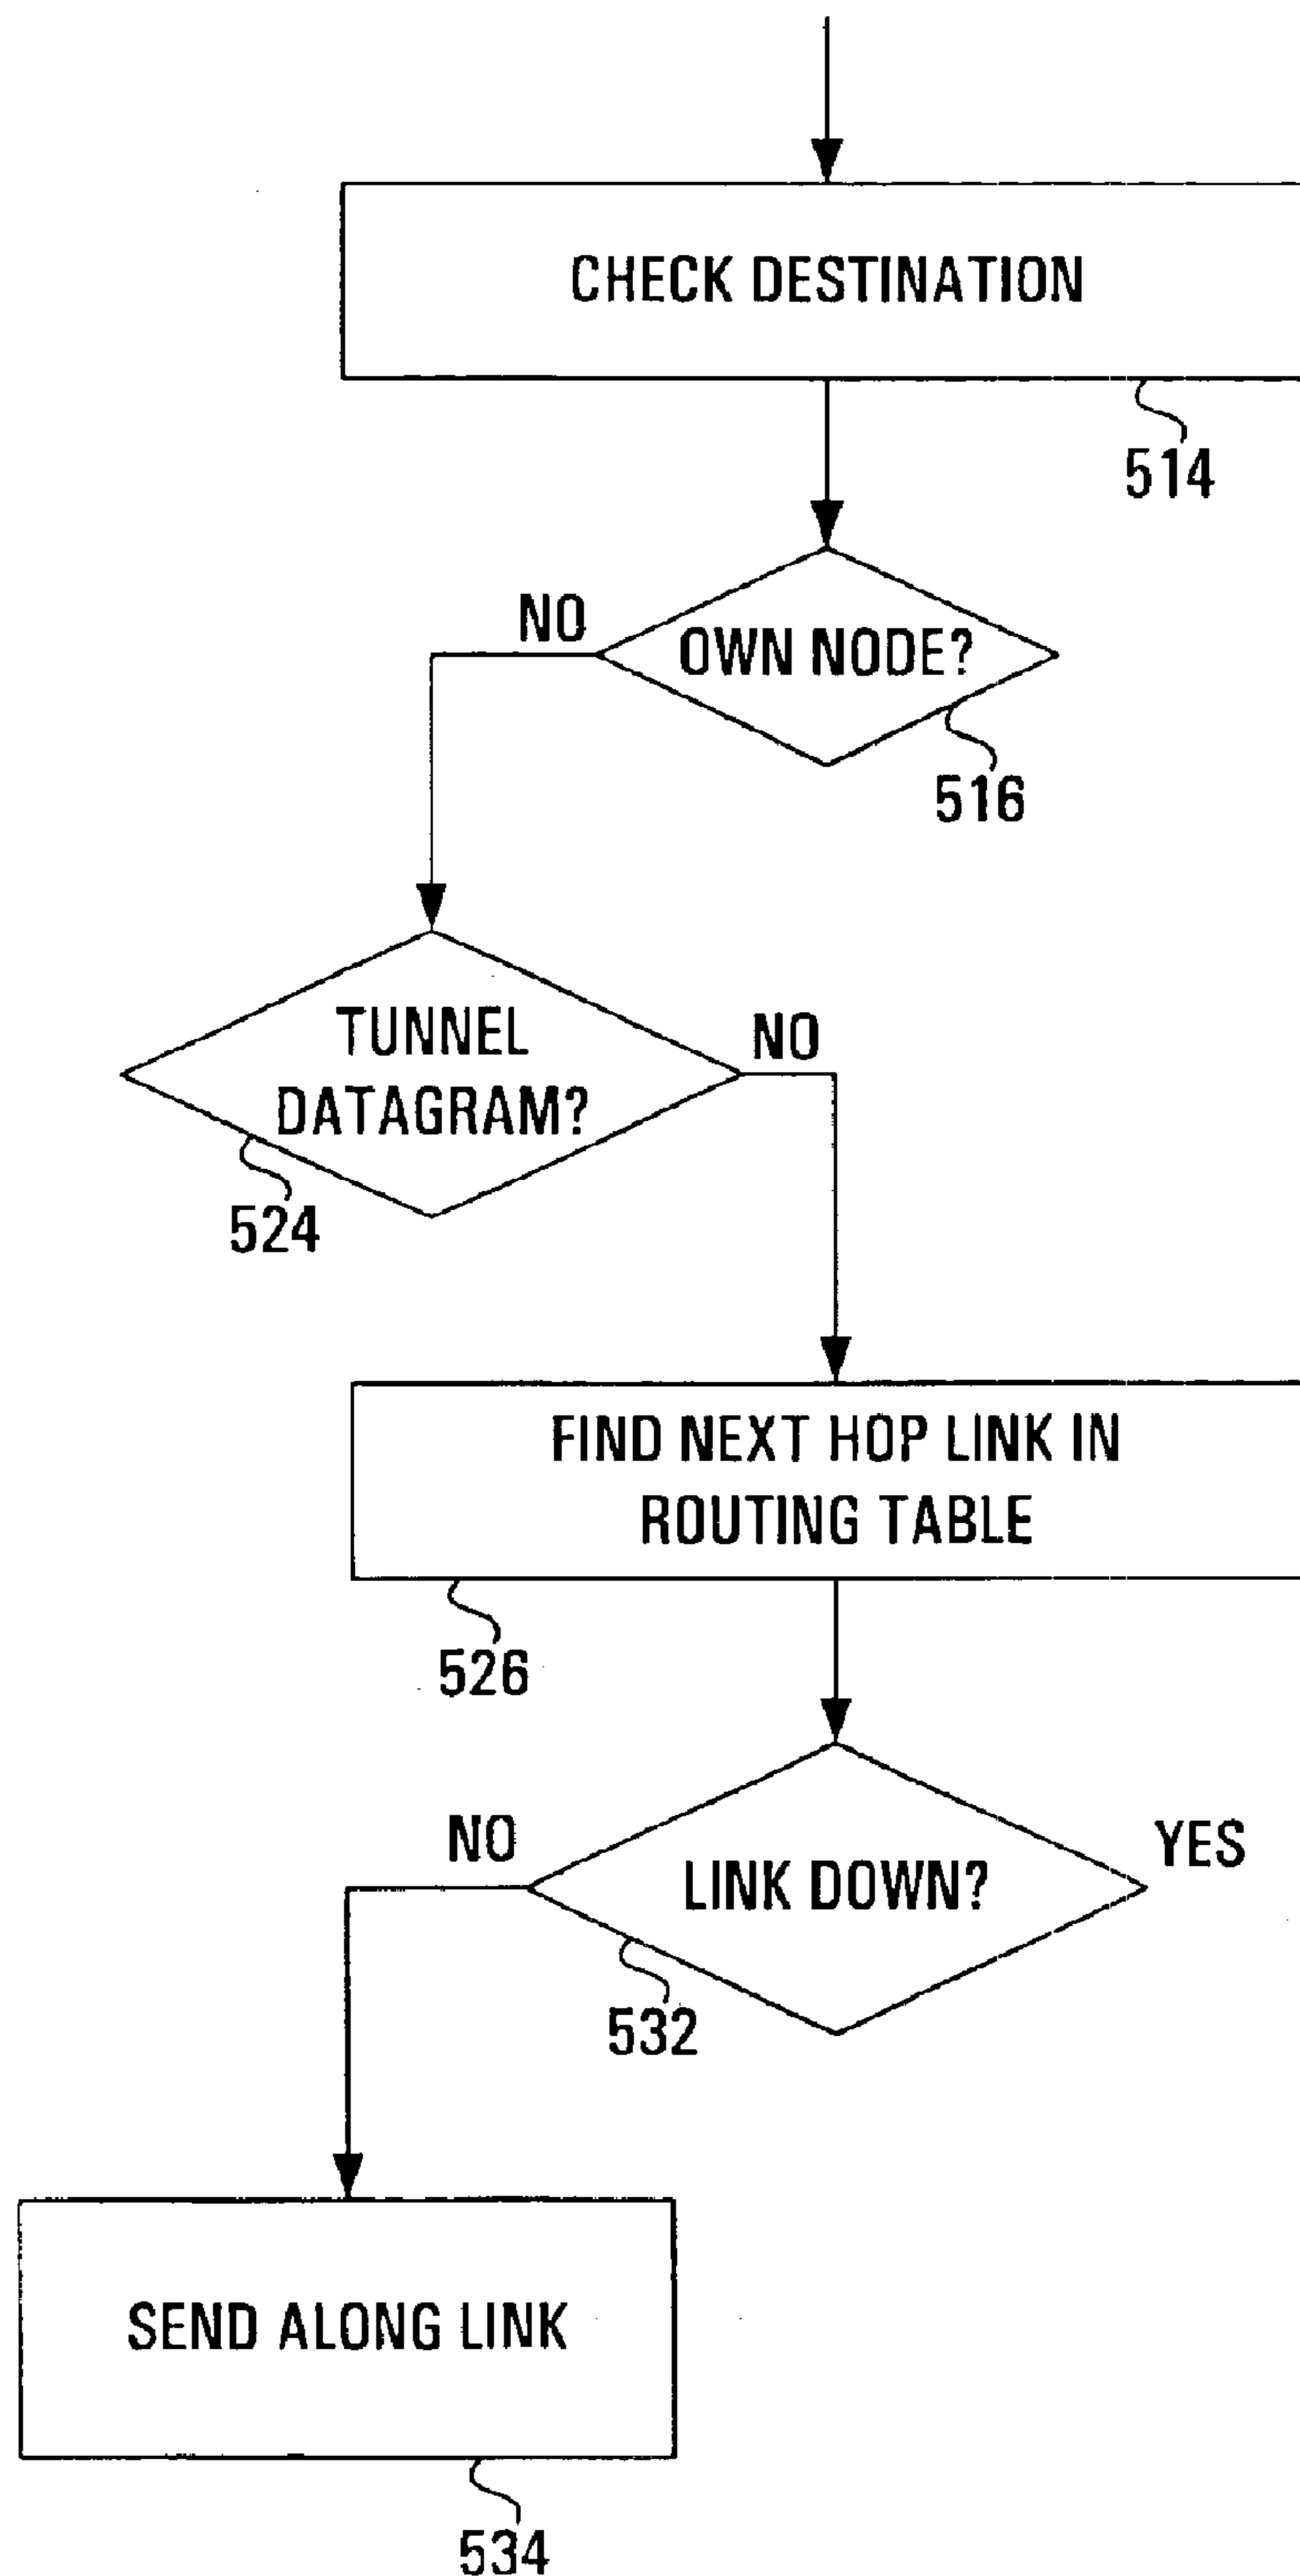 CHECK DESTINATION
514
NO
OWN NODE?
516
TUNNEL
DATAGRAM?
NO
524
FIND NEXT HOP LINK IN
ROUTING TABLE
526
NO
YES
LINK DOWN?
532
SEND ALONG LINK
534